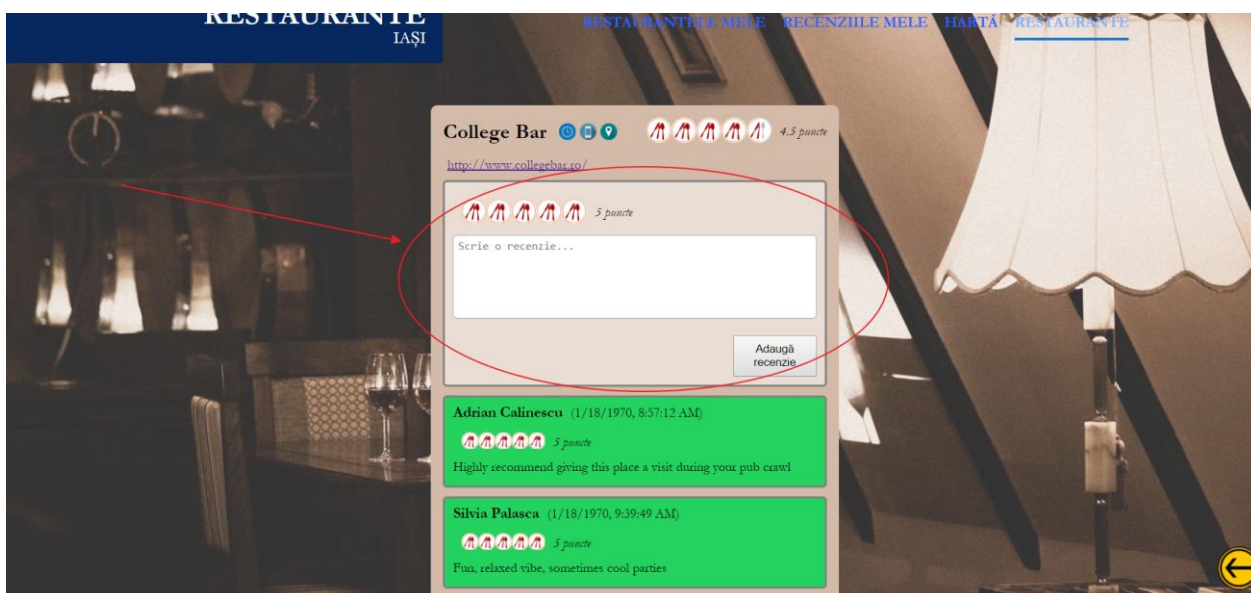 RESTAURANTE
IAȘI
RESTAURANTELE MELE RECENZIILE MELE HARTĂ RESTAURANTE
College Bar 4.5 puncte
http://www.collegebar.ro/
5 puncte
Scrie o recenzie...
Adaugă
recenzie
Adrian Calinescu (1/18/1970, 8:57:12 AM)
5 puncte
Highly recommend giving this place a visit during your pub crawl
Silvia Palasca (1/18/1970, 9:39:49 AM)
5 puncte
Fun, relaxed vibe, sometimes cool parties